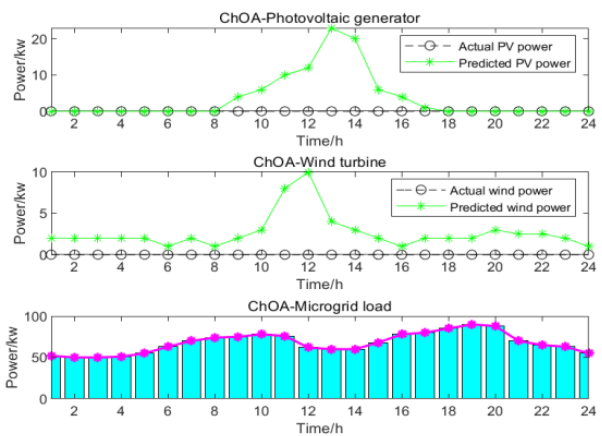 ChOA-Photovoltaic generator
Power/kw
20
10
0
Actual PV power
Predicted PV power
2 4 6 8 10 12 14 16 18 20 22 24
Time/h
ChOA-Wind turbine
Power/kw
10
5
0
Actual wind power
Predicted wind power
2 4 6 8 10 12 14 16 18 20 22 24
Time/h
ChOA-Microgrid load
Power/kw
100
50
0
2 4 6 8 10 12 14 16 18 20 22 24
Time/h